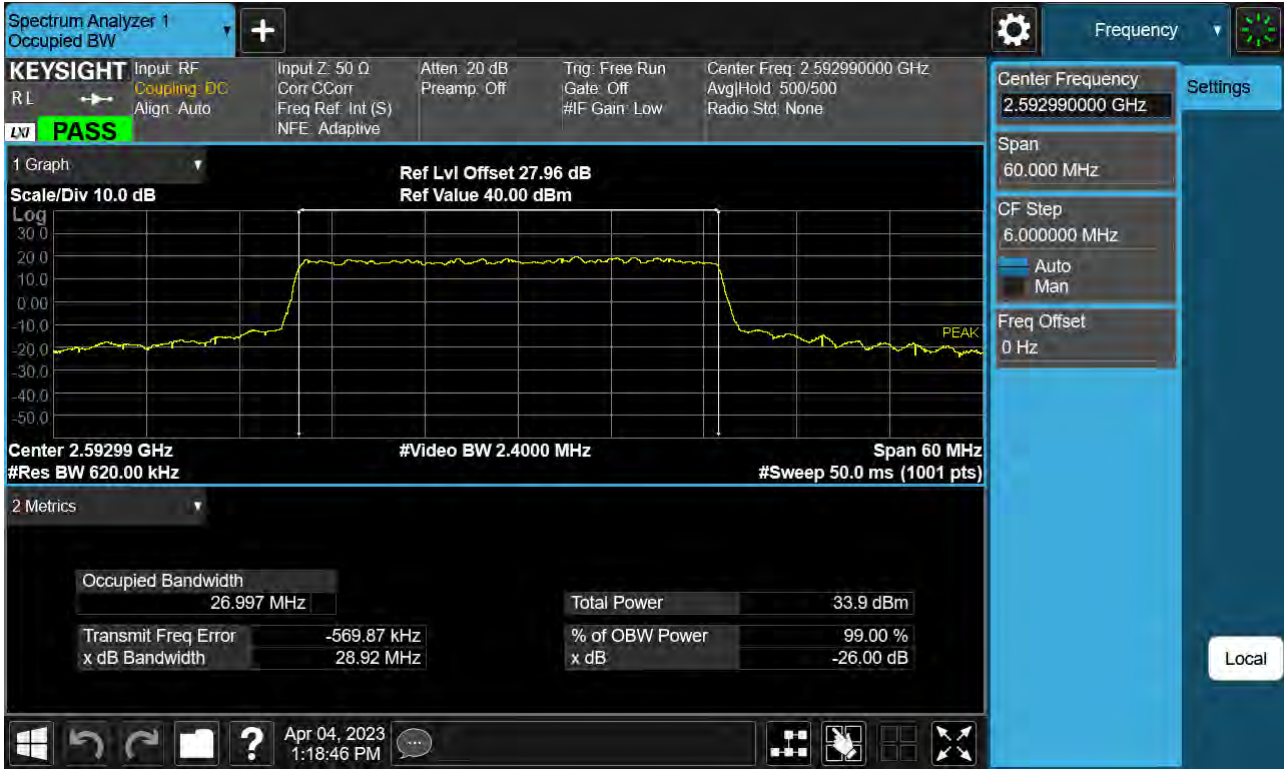 Spectrum Analyzer 1
Occupied BW
Frequency
KEYSIGHT
R L
LXI
PASS
Input: RF
Coupling: DC
Align: Auto
Input Z: 50 Ω
Corr CCorr
Freq Ref: Int (S)
NFE: Adaptive
Atten: 20 dB
Preamp: Off
Trig: Free Run
Gate: Off
#IF Gain: Low
Center Freq: 2.592990000 GHz
Avg|Hold: 500/500
Radio Std: None
Center Frequency
2.592990000 GHz
Settings
Span
60.000 MHz
CF Step
6.000000 MHz
Auto
Man
Freq Offset
0 Hz
1 Graph
Scale/Div 10.0 dB
Ref Lvl Offset 27.96 dB
Ref Value 40.00 dBm
Log
30.0
20.0
10.0
0.00
-10.0
-20.0
-30.0
-40.0
-50.0
PEAK
Center 2.59299 GHz
#Video BW 2.4000 MHz
Span 60 MHz
#Res BW 620.00 kHz
#Sweep 50.0 ms (1001 pts)
2 Metrics
Occupied Bandwidth
26.997 MHz
Total Power 33.9 dBm
Transmit Freq Error -569.87 kHz
% of OBW Power 99.00 %
x dB Bandwidth 28.92 MHz
x dB -26.00 dB
Local
?
Apr 04, 2023
1:18:46 PM